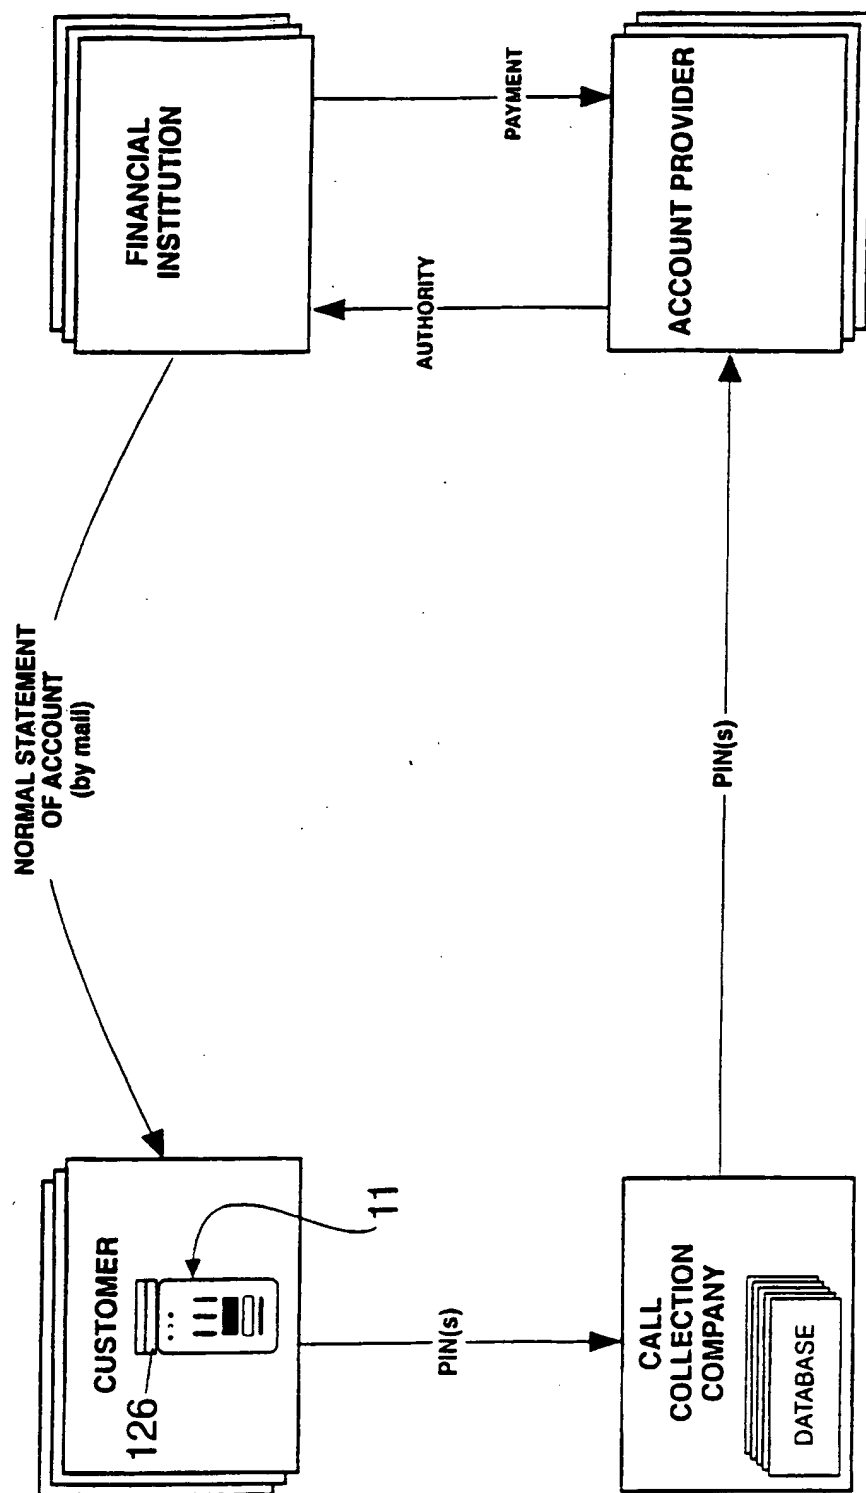 NORMAL STATEMENT
OF ACCOUNT
(by mail)
CUSTOMER
126
11
FINANCIAL
INSTITUTION
PIN(s)
AUTHORITY
PAYMENT
CALL
COLLECTION
COMPANY
DATABASE
PIN(s)
ACCOUNT PROVIDER